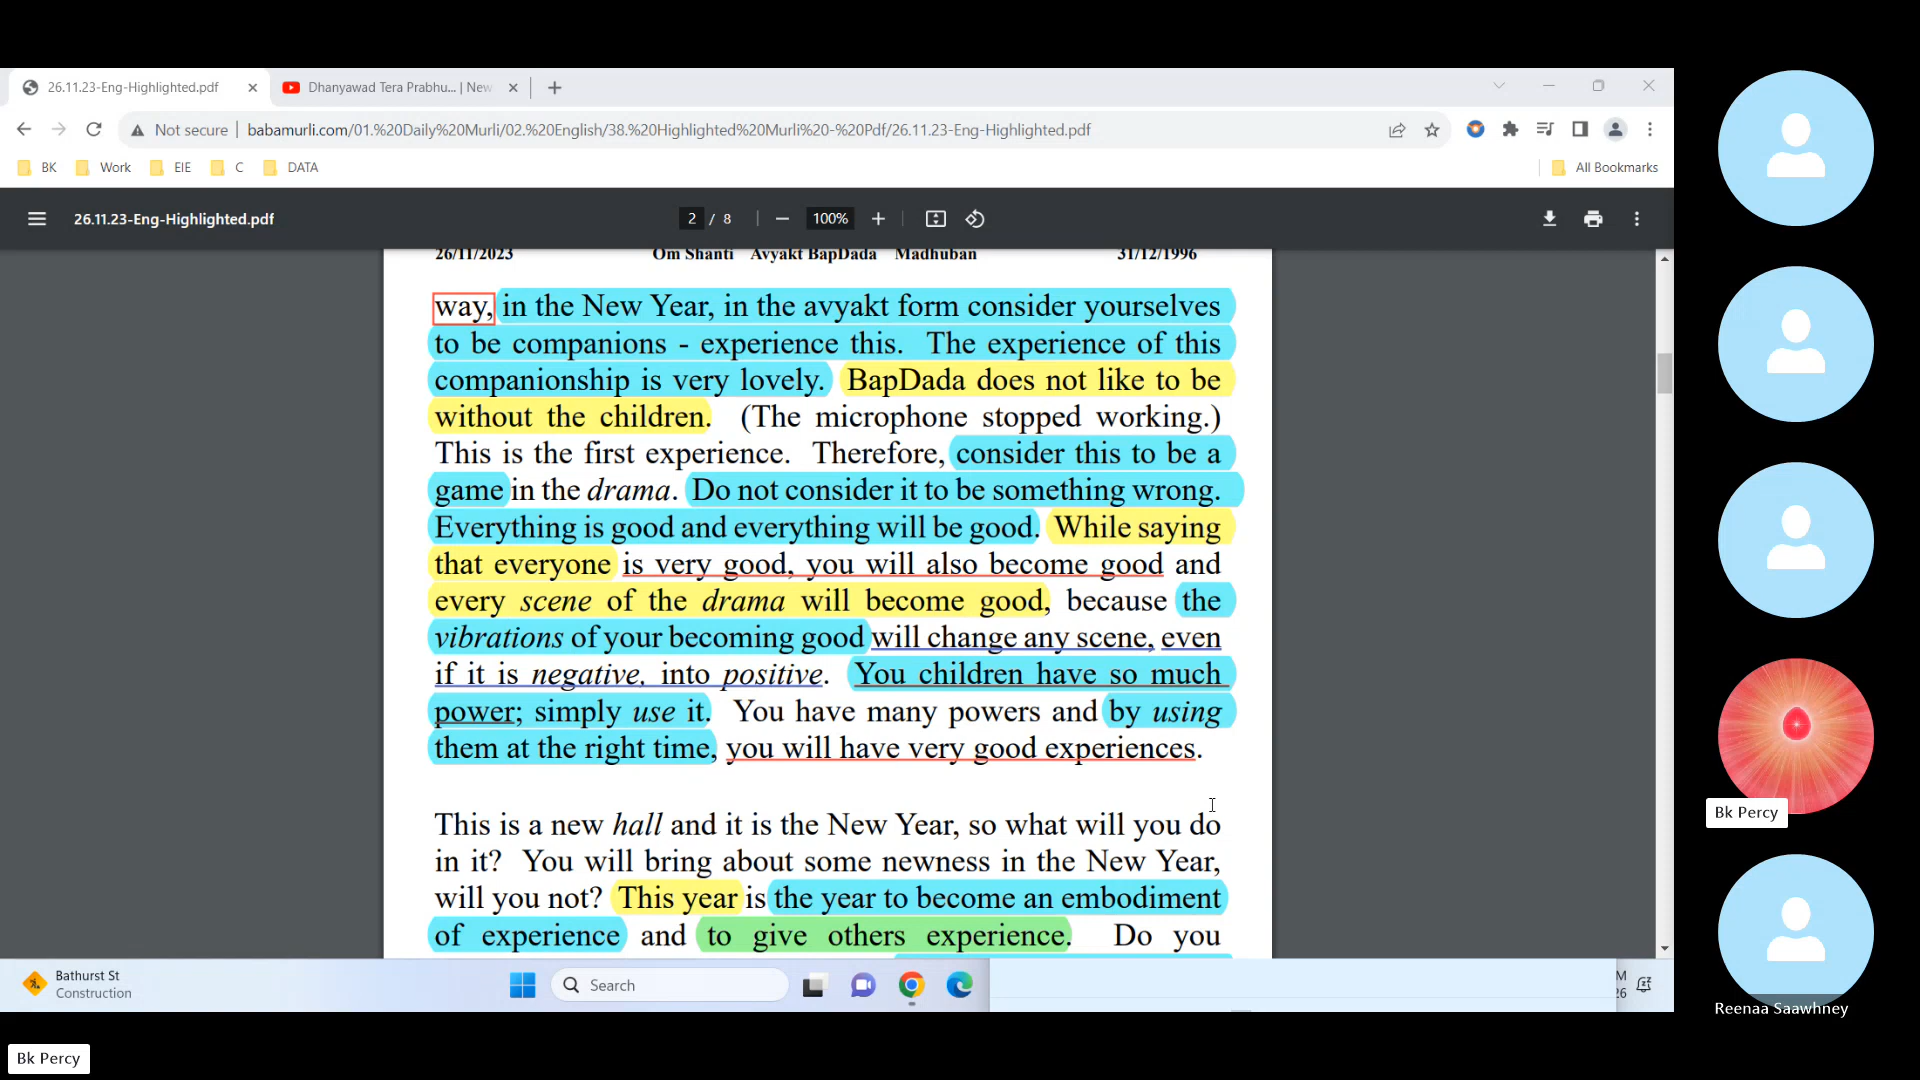 26.11.23-Eng-Highlighted.pdf
Dhanyawad Tera Prabhu... | New
Not secure
babamurli.com/01.%20Daily%20Murli/02.%20English/38.%20Highlighted%20Murli%20-%20Pdf/26.11.23-Eng-Highlighted.pdf
BK Work EIE C DATA All Bookmarks
26.11.23-Eng-Highlighted.pdf 2 / 8 100%
26/11/2023 Om Shanti Avyakt BapDada Madhuban 31/12/1996
way, in the New Year, in the avyakt form consider yourselves
to be companions - experience this. The experience of this
companionship is very lovely. BapDada does not like to be
without the children. (The microphone stopped working.)
This is the first experience. Therefore, consider this to be a
game in the drama. Do not consider it to be something wrong.
Everything is good and everything will be good. While saying
that everyone is very good, you will also become good and
every scene of the drama will become good, because the
vibrations of your becoming good will change any scene, even
if it is negative, into positive. You children have so much
power; simply use it. You have many powers and by using
them at the right time, you will have very good experiences.
This is a new hall and it is the New Year, so what will you do
in it? You will bring about some newness in the New Year,
will you not? This year is the year to become an embodiment
of experience and to give others experience. Do you
Bathurst St
Construction
Search
M
26
Bk Percy
Reenaa Saawhney
Bk Percy